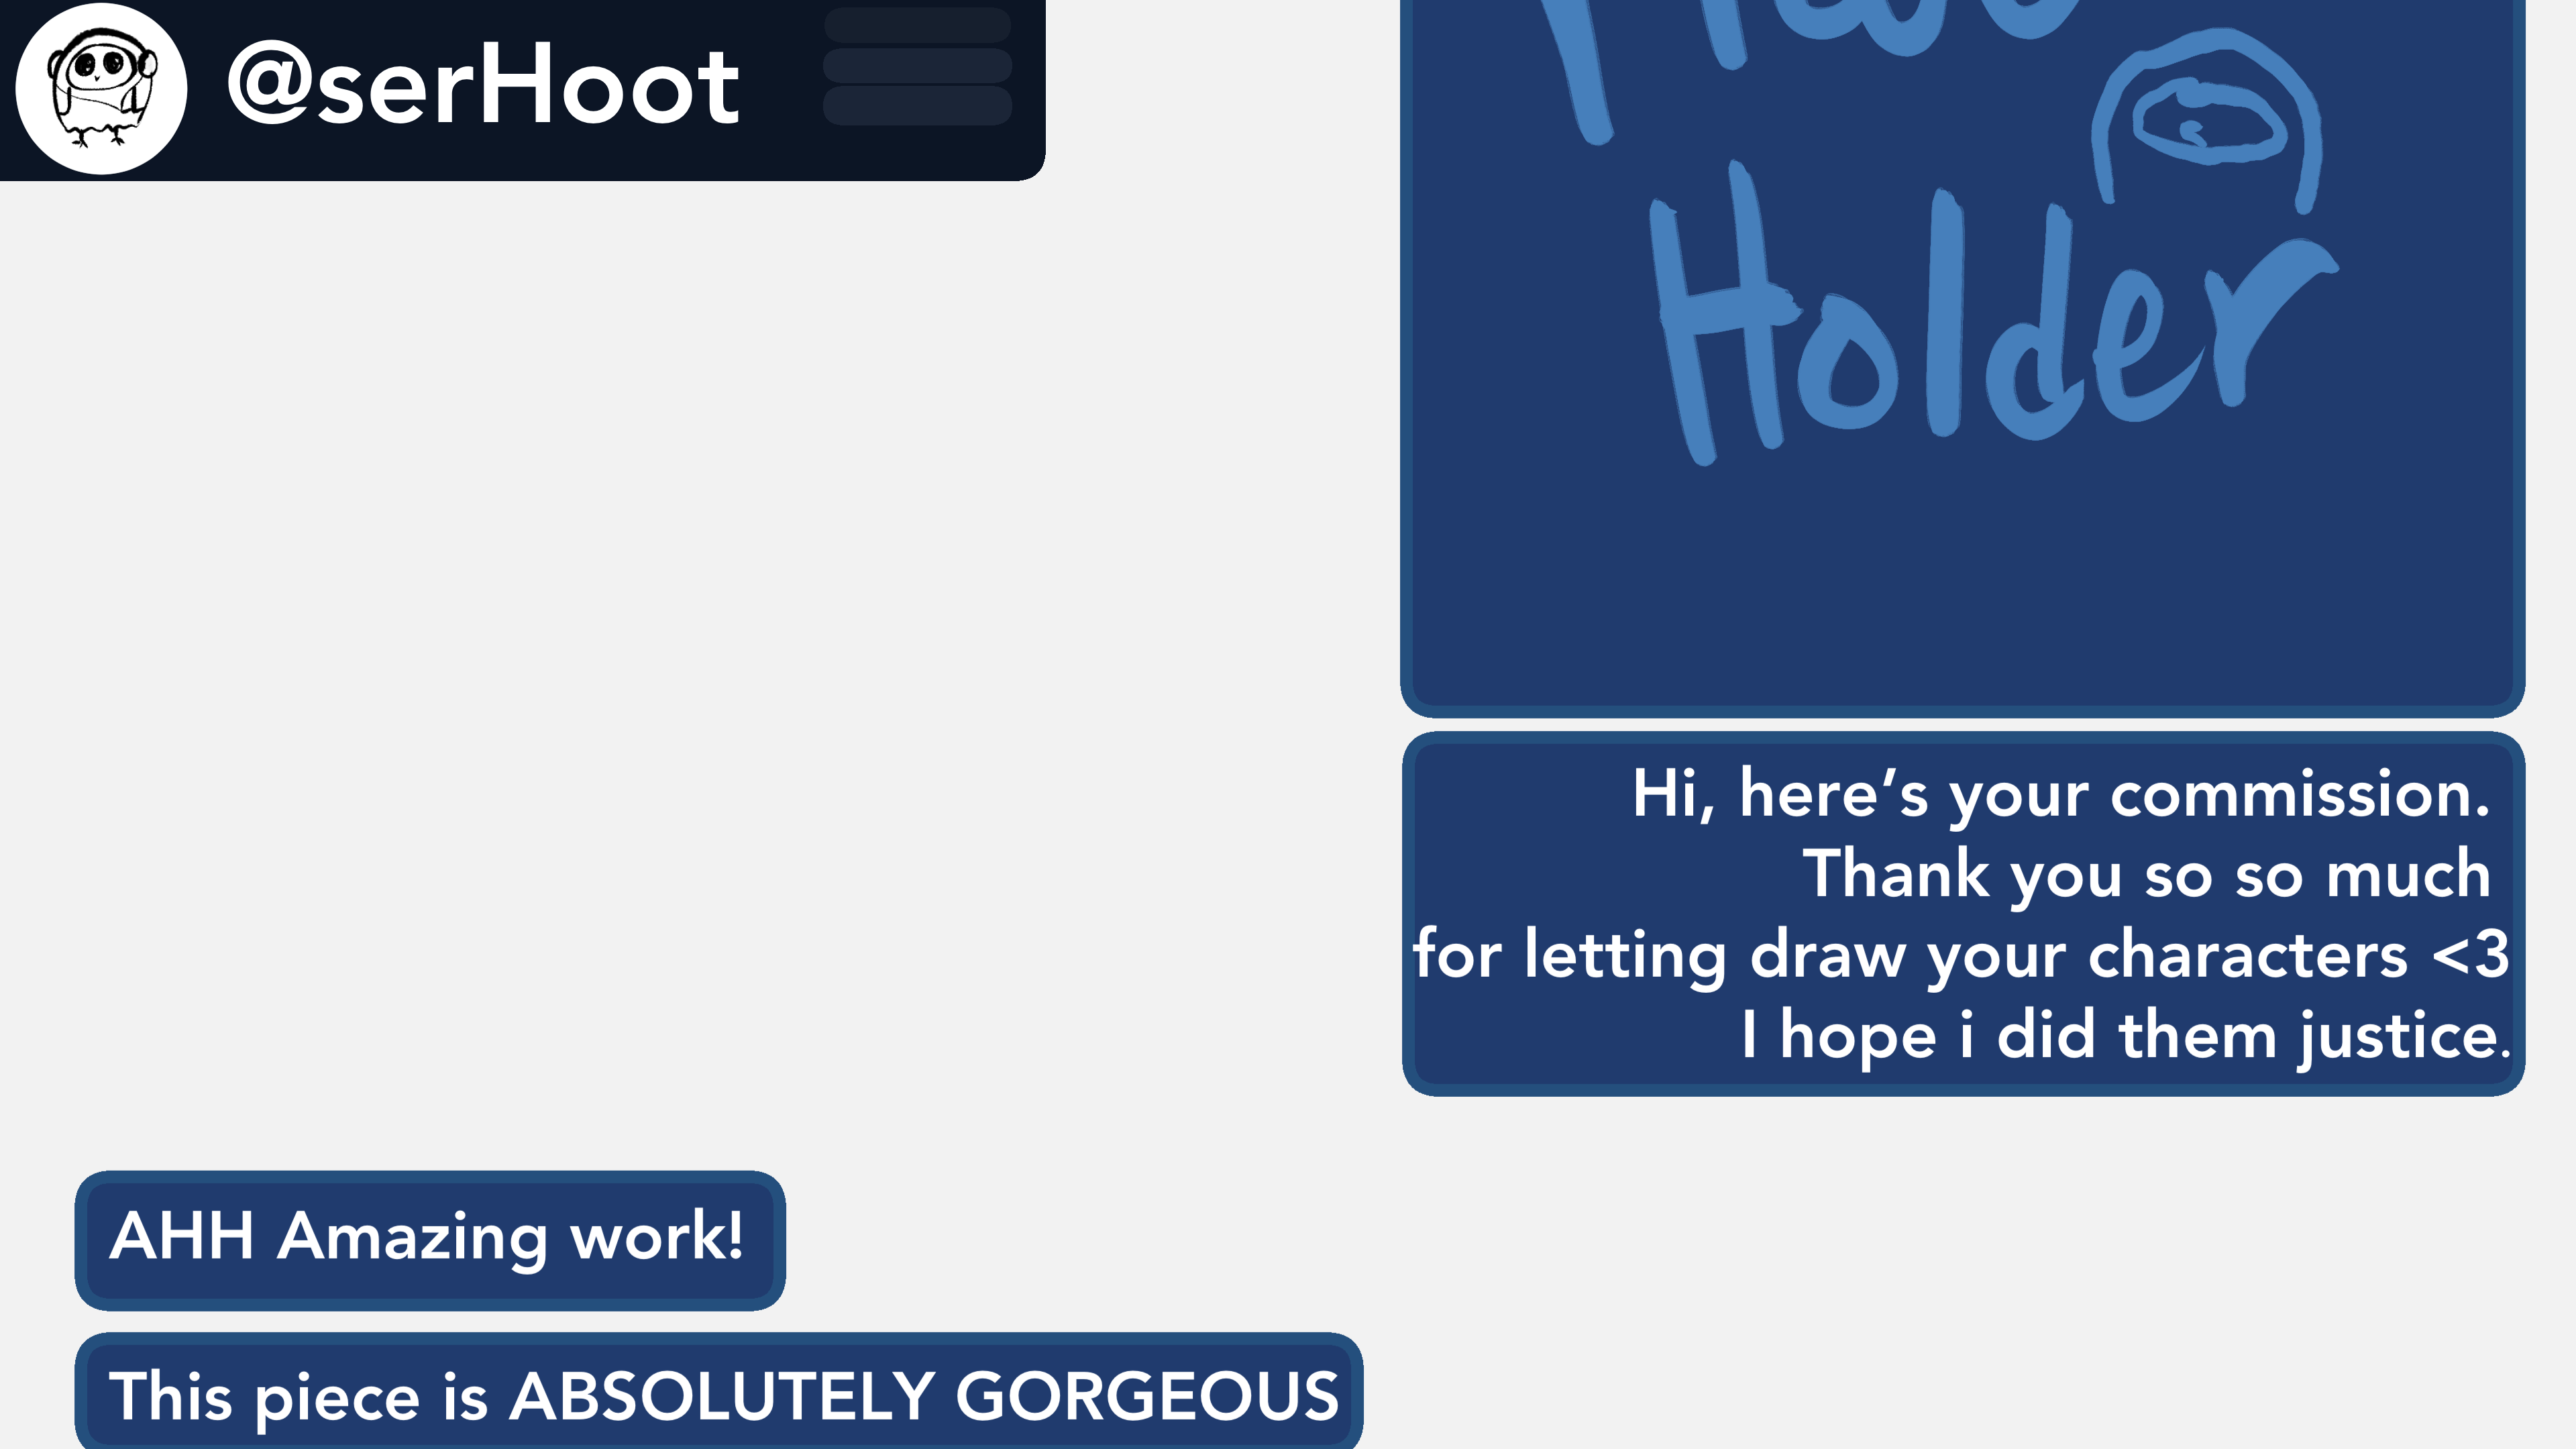 @serHoot
Holder
Hi, here’s your commission.
Thank you so so much
for letting draw your characters <3
I hope i did them justice.
AHH Amazing work!
This piece is ABSOLUTELY GORGEOUS